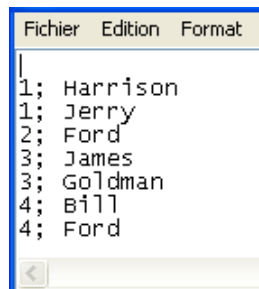 Fichier Edition Format
1; Harrison
1; Jerry
2; Ford
3; James
3; Goldman
4; Bill
4; Ford